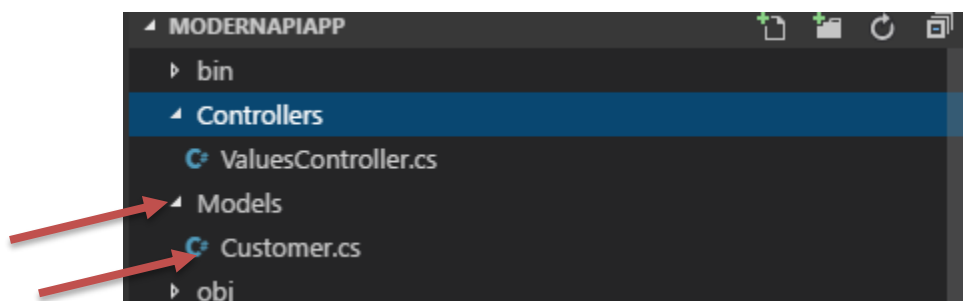 MODERNAPIAPP
bin
Controllers
C# ValuesController.cs
Models
C# Customer.cs
obj